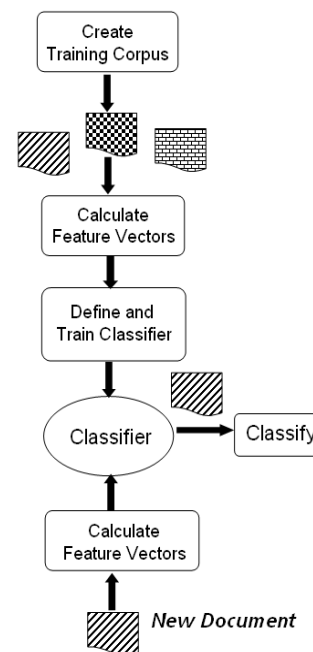 Create
Training Corpus
Calculate
Feature Vectors
Define and
Train Classifier
Classifier
Classify
Calculate
Feature Vectors
New Document